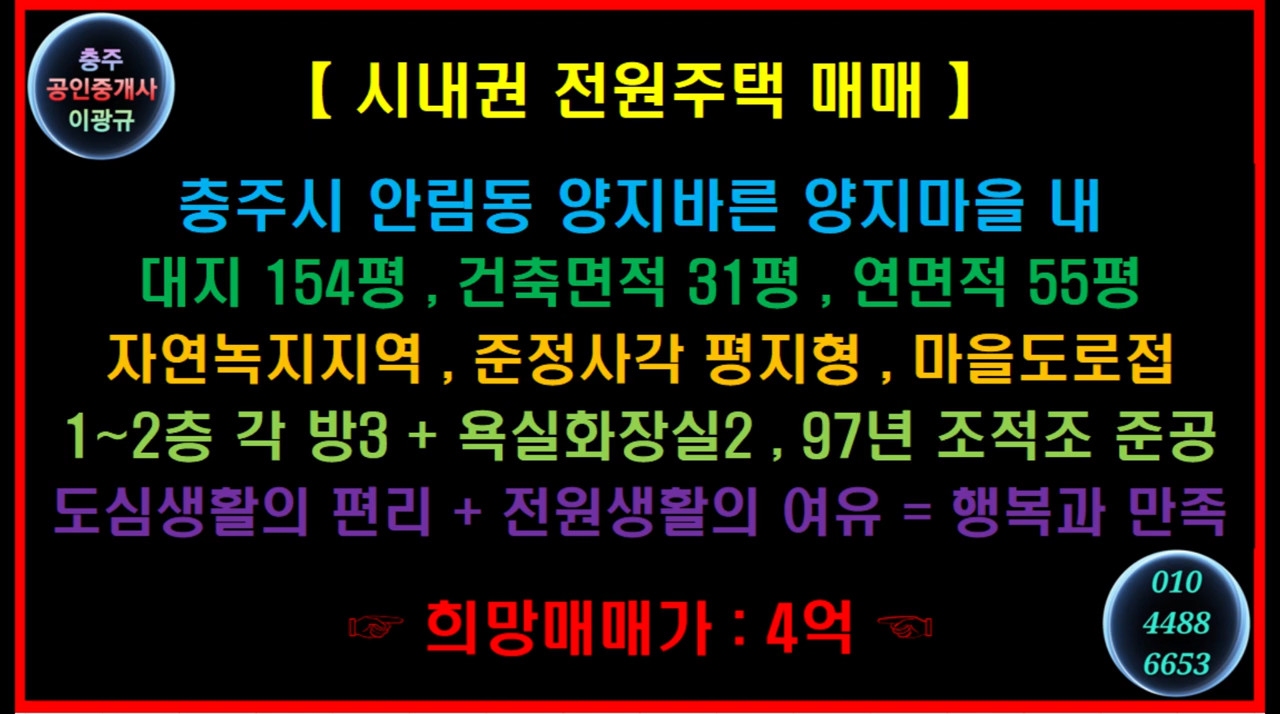 충주
공인중개사
이광규
【 시내권 전원주택 매매 】
충주시 안림동 양지바른 양지마을 내
대지 154평 , 건축면적 31평 , 연면적 55평
자연녹지지역 , 준정사각 평지형 , 마을도로접
1~2층 각 방3 + 욕실화장실2 , 97년 조적조 준공
도심생활의 편리 + 전원생활의 여유 = 행복과 만족
☞ 희망매매가 : 4억 ☜
010
4488
6653